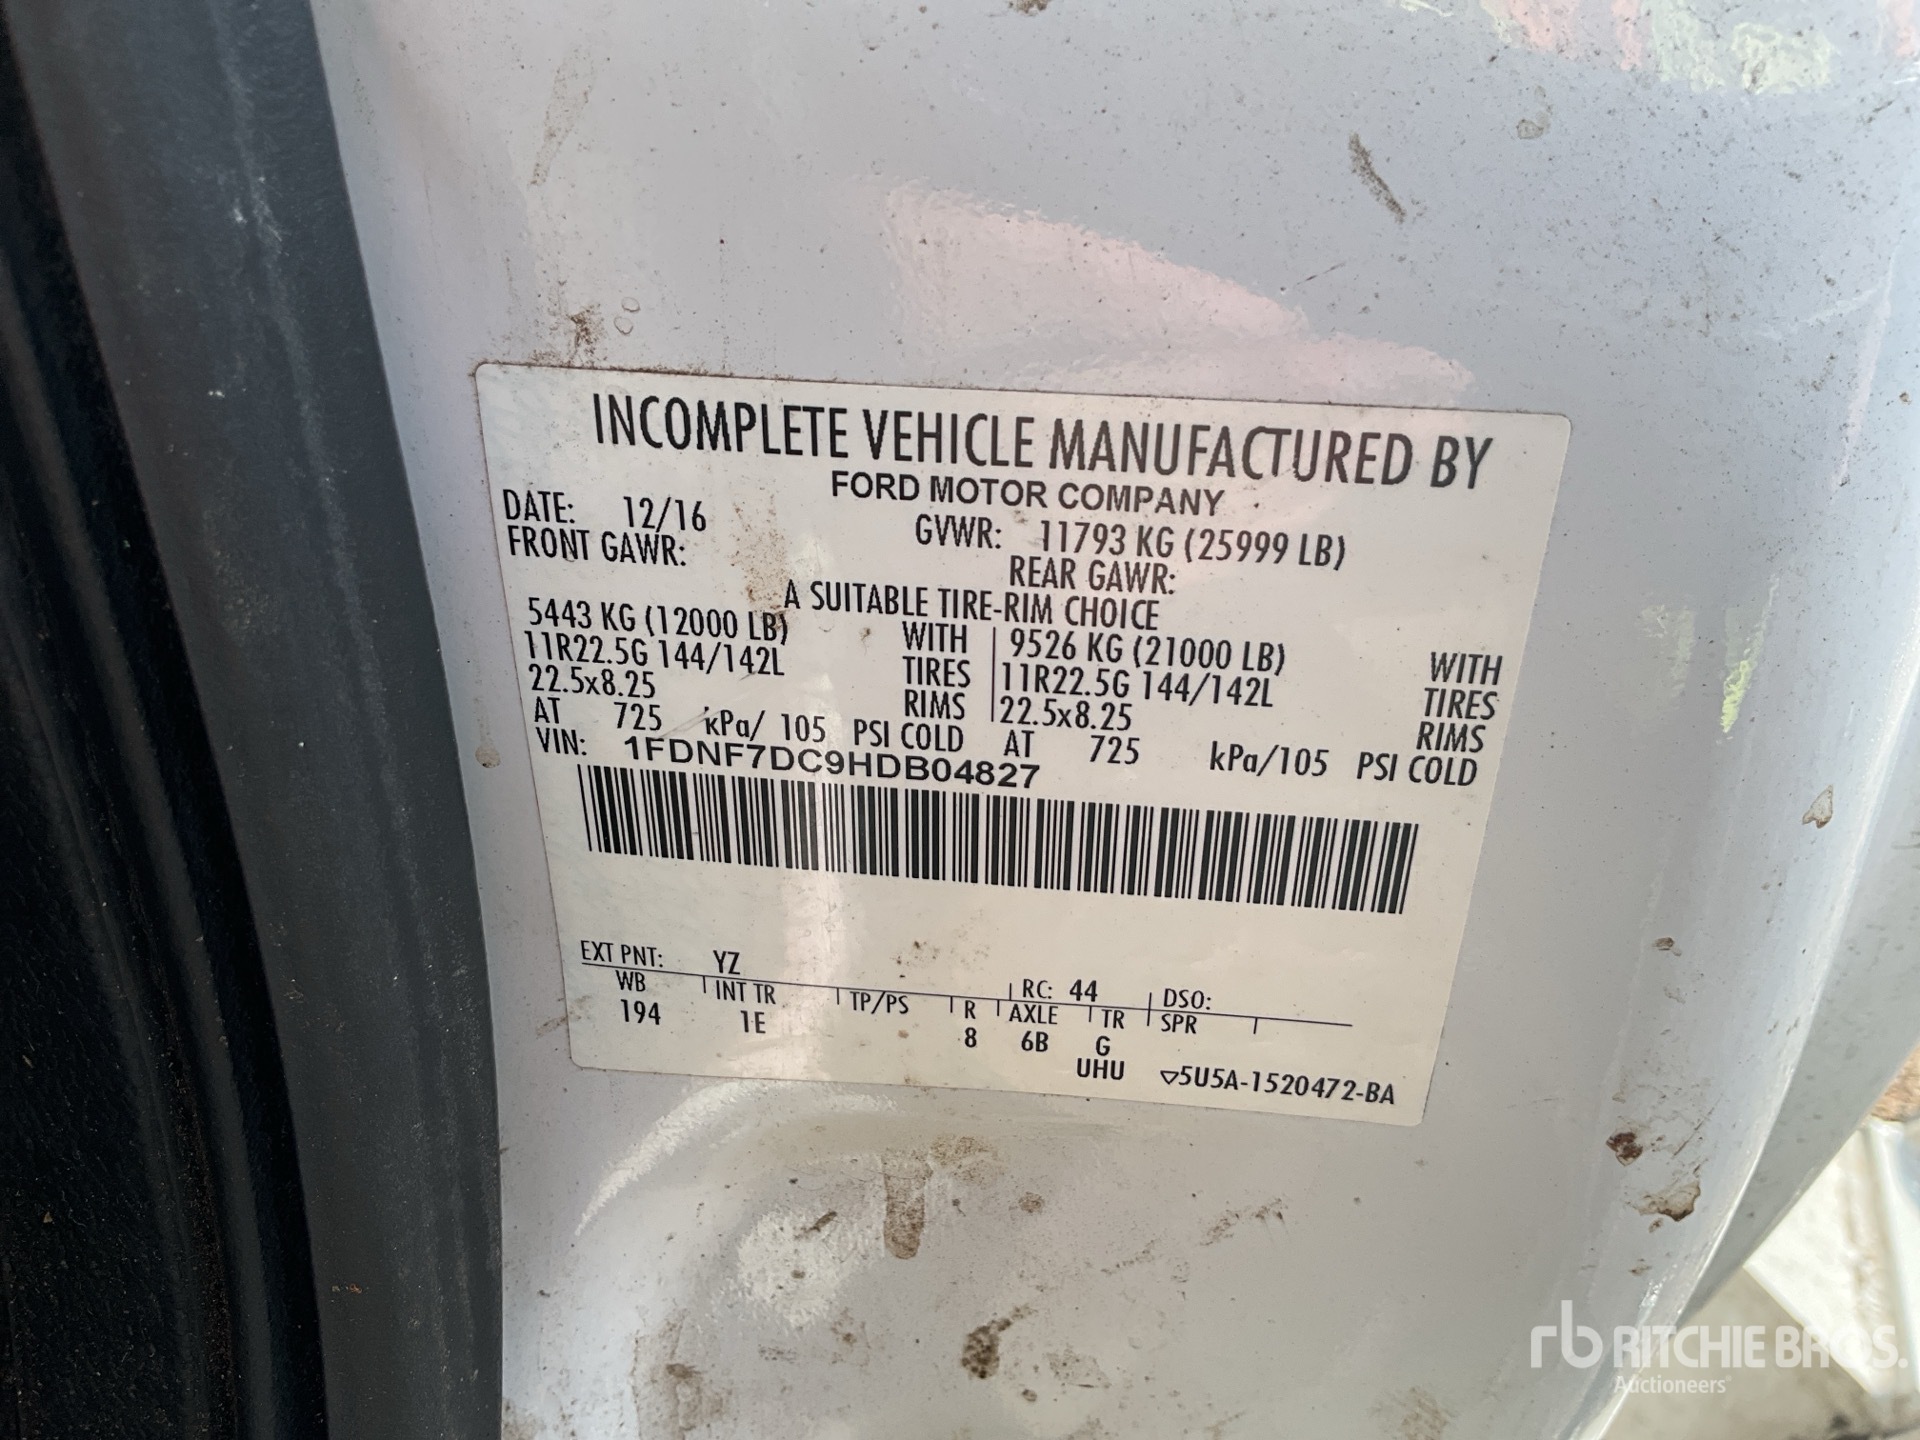 INCOMPLETE VEHICLE MANUFACTURED BY
FORD MOTOR COMPANY
DATE: 12/16 GVWR: 11793 KG (25999 LB)
FRONT GAWR: REAR GAWR:
A SUITABLE TIRE-RIM CHOICE
5443 KG (12000 LB) WITH 9526 KG (21000 LB) WITH
11R22.5G 144/142L TIRES 11R22.5G 144/142L TIRES
22.5x8.25 RIMS 22.5x8.25 RIMS
AT 725 kPa/ 105 PSI COLD AT 725 kPa/105 PSI COLD
VIN: 1FDNF7DC9HDB04827
EXT PNT: YZ RC: 44 DSO:
WB INT TR TP/PS R AXLE TR SPR
194 1E 8 6B G
UHU ▽5U5A-1520472-BA
rb RITCHIE BROS.
Auctioneers